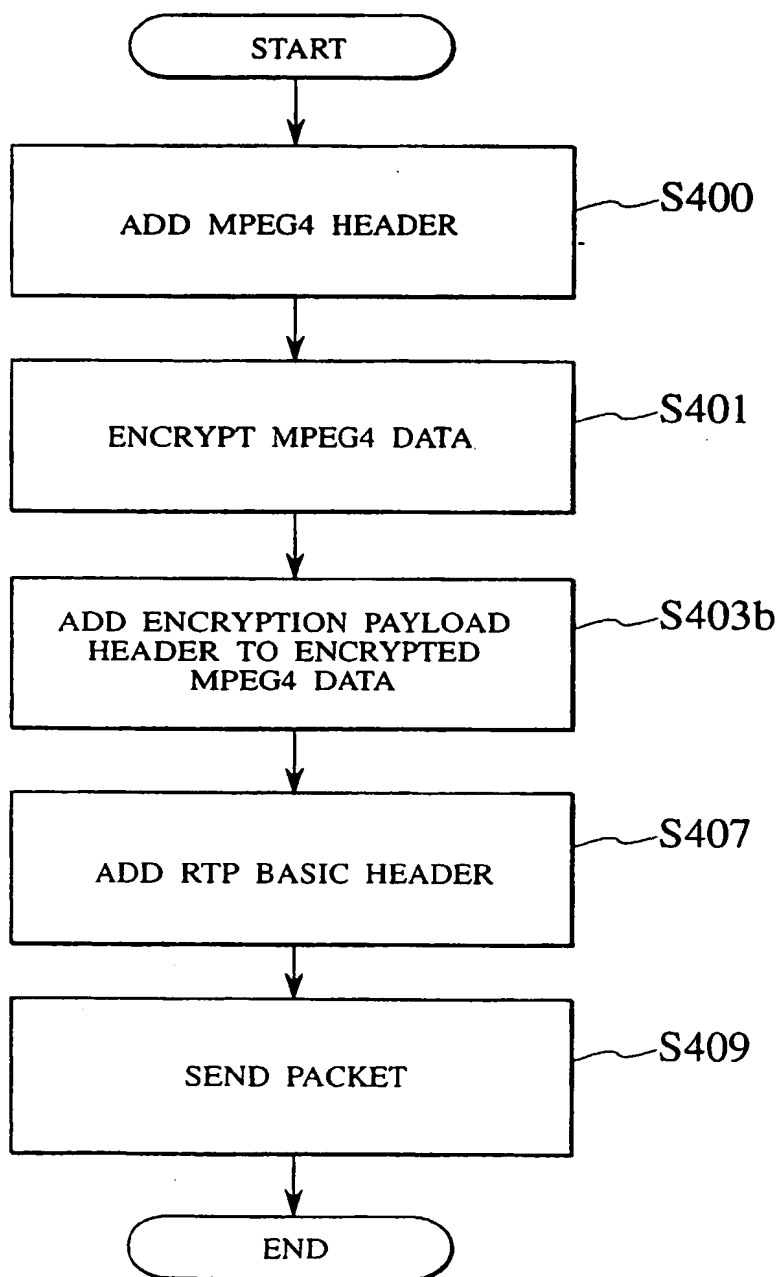 START
ADD MPEG4 HEADER
S400
ENCRYPT MPEG4 DATA
S401
ADD ENCRYPTION PAYLOAD
HEADER TO ENCRYPTED
MPEG4 DATA
S403b
ADD RTP BASIC HEADER
S407
SEND PACKET
S409
END